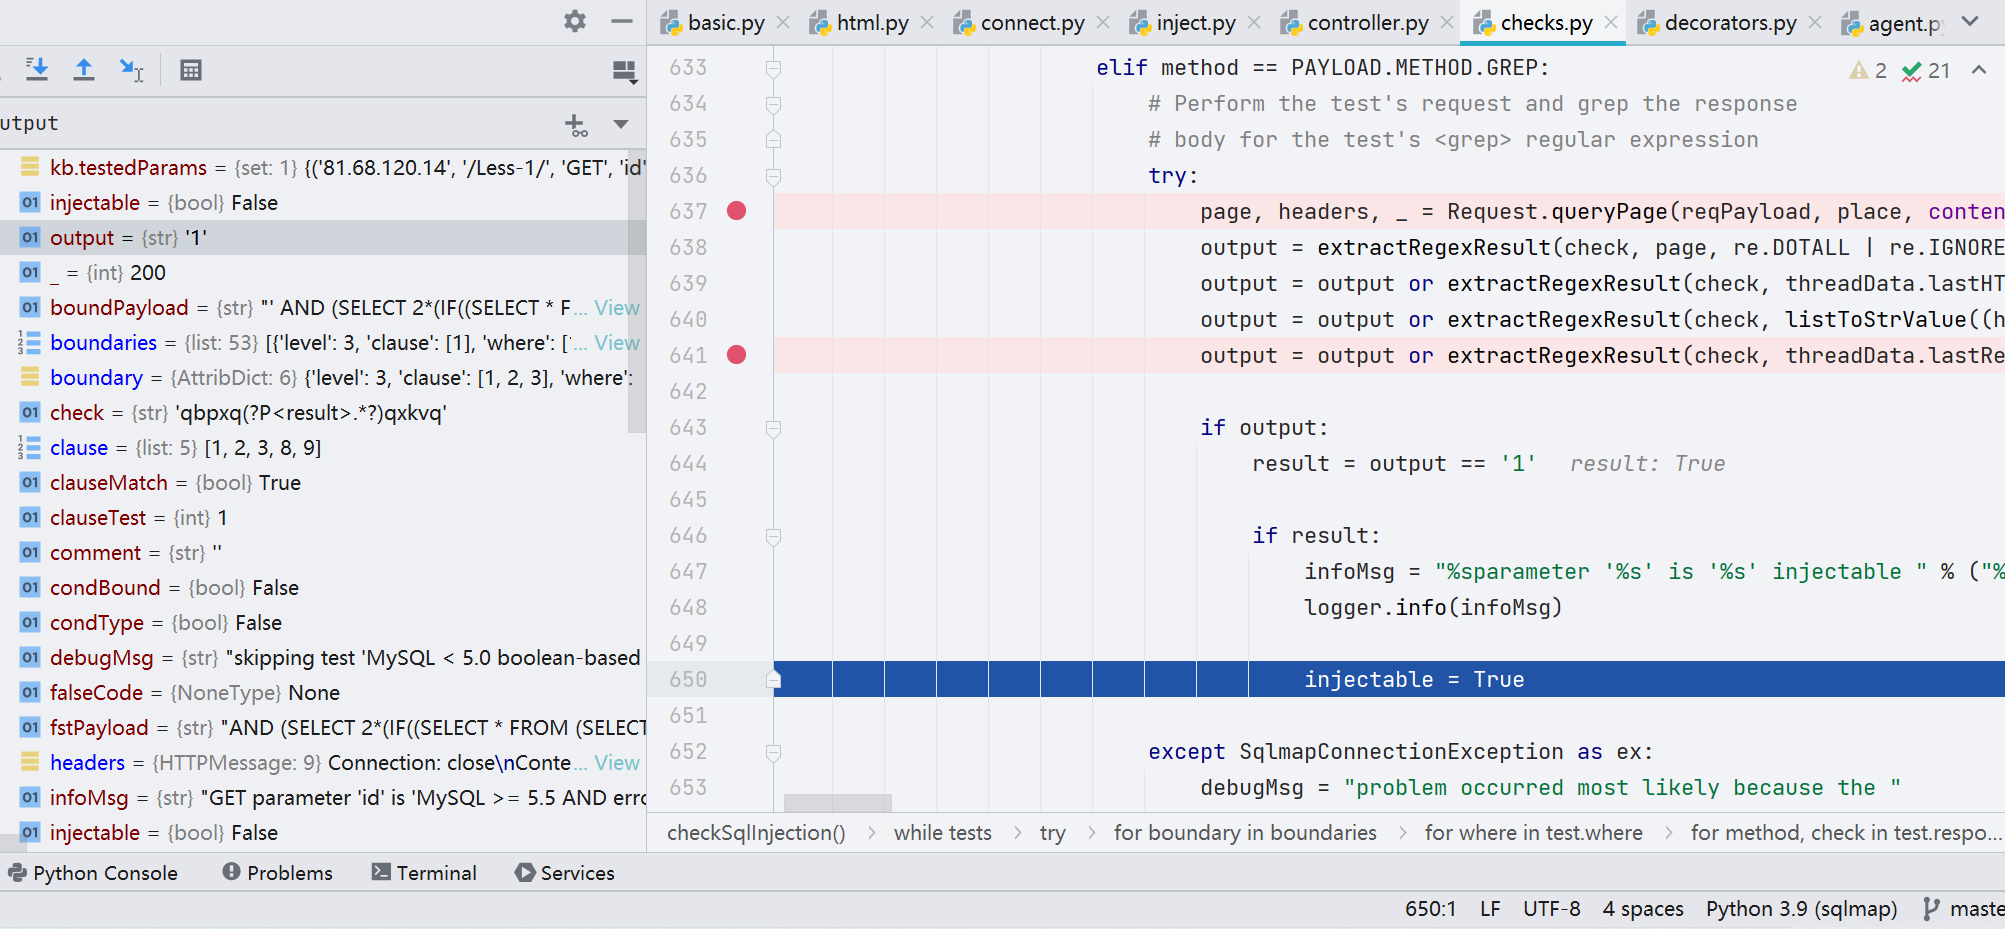 basic.py html.py connect.py inject.py controller.py checks.py decorators.py agent.py
utput
kb.testedParams = {set: 1} {('81.68.120.14', '/Less-1/', 'GET', 'id'
injectable = {bool} False
output = {str} '1'
_ = {int} 200
boundPayload = {str} "' AND (SELECT 2*(IF((SELECT * F... View
boundaries = {list: 53} [{'level': 3, 'clause': [1], 'where': ['... View
boundary = {AttribDict: 6} {'level': 3, 'clause': [1, 2, 3], 'where':
check = {str} 'qbpxq(?P<result>.*?)qxkvq'
clause = {list: 5} [1, 2, 3, 8, 9]
clauseMatch = {bool} True
clauseTest = {int} 1
comment = {str} ''
condBound = {bool} False
condType = {bool} False
debugMsg = {str} "skipping test 'MySQL < 5.0 boolean-based
falseCode = {NoneType} None
fstPayload = {str} "AND (SELECT 2*(IF((SELECT * FROM (SELECT
headers = {HTTPMessage: 9} Connection: close\nConte... View
infoMsg = {str} "GET parameter 'id' is 'MySQL >= 5.5 AND erro
injectable = {bool} False
633 elif method == PAYLOAD.METHOD.GREP:
2 21
634 # Perform the test's request and grep the response
635 # body for the test's <grep> regular expression
636 try:
637 page, headers, _ = Request.queryPage(reqPayload, place, conten
638 output = extractRegexResult(check, page, re.DOTALL | re.IGNORE
639 output = output or extractRegexResult(check, threadData.lastHT
640 output = output or extractRegexResult(check, listToStrValue((h
641 output = output or extractRegexResult(check, threadData.lastRe
642
643 if output:
644 result = output == '1' result: True
645
646 if result:
647 infoMsg = "%sparameter '%s' is '%s' injectable " % ("%
648 logger.info(infoMsg)
649
650 injectable = True
651
652 except SqlmapConnectionException as ex:
653 debugMsg = "problem occurred most likely because the "
checkSqlInjection() > while tests > try > for boundary in boundaries > for where in test.where > for method, check in test.respo...
Python Console Problems Terminal Services
650:1 LF UTF-8 4 spaces Python 3.9 (sqlmap) maste